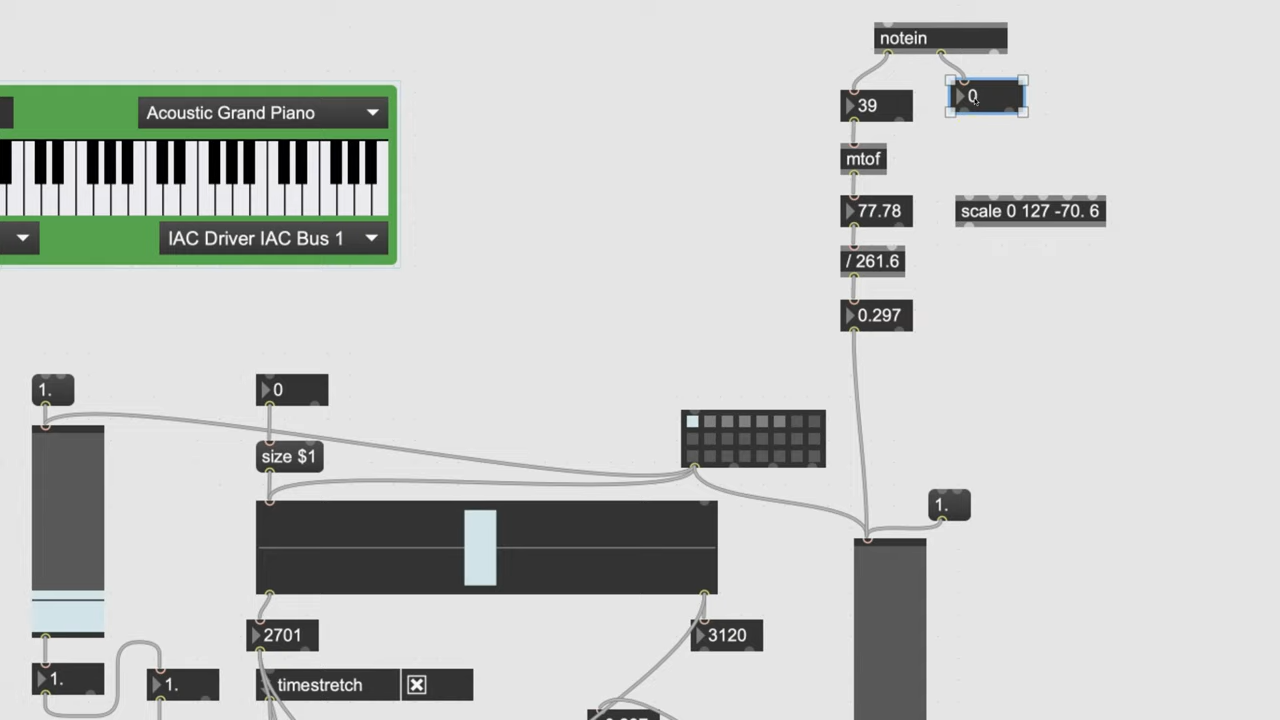 notein
0
39
Acoustic Grand Piano
mtof
77.78
scale 0 127 -70. 6
IAC Driver IAC Bus 1
/ 261.6
0.297
1.
0
size $1
1.
2701
3120
1.
1.
timestretch